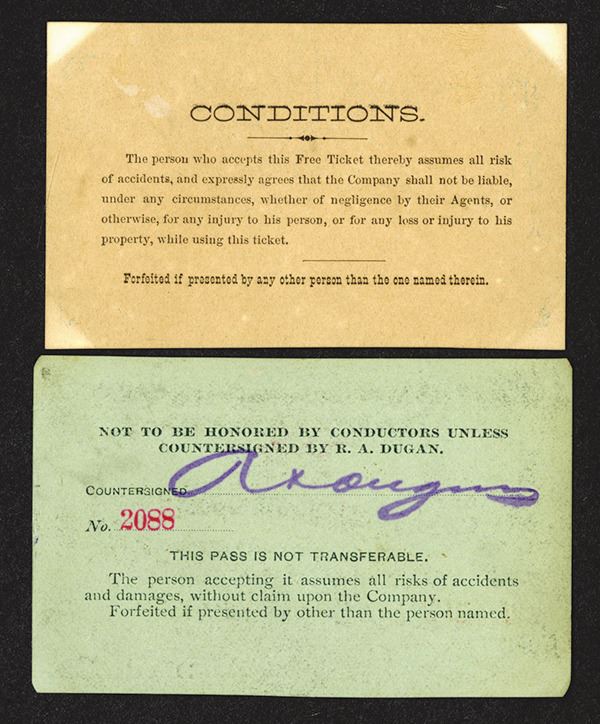 CONDITIONS.
The person who accepts this Free Ticket thereby assumes all risk
of accidents, and expressly agrees that the Company shall not be liable,
under any circumstances, whether of negligence by their Agents, or
otherwise, for any injury to his person, or for any loss or injury to his
property, while using this ticket.
Forfeited if presented by any other person than the one named therein.
NOT TO BE HONORED BY CONDUCTORS UNLESS
COUNTERSIGNED BY R. A. DUGAN.
COUNTERSIGNED R A Dugan
No. 2088
THIS PASS IS NOT TRANSFERABLE.
The person accepting it assumes all risks of accidents
and damages, without claim upon the Company.
Forfeited if presented by other than the person named.